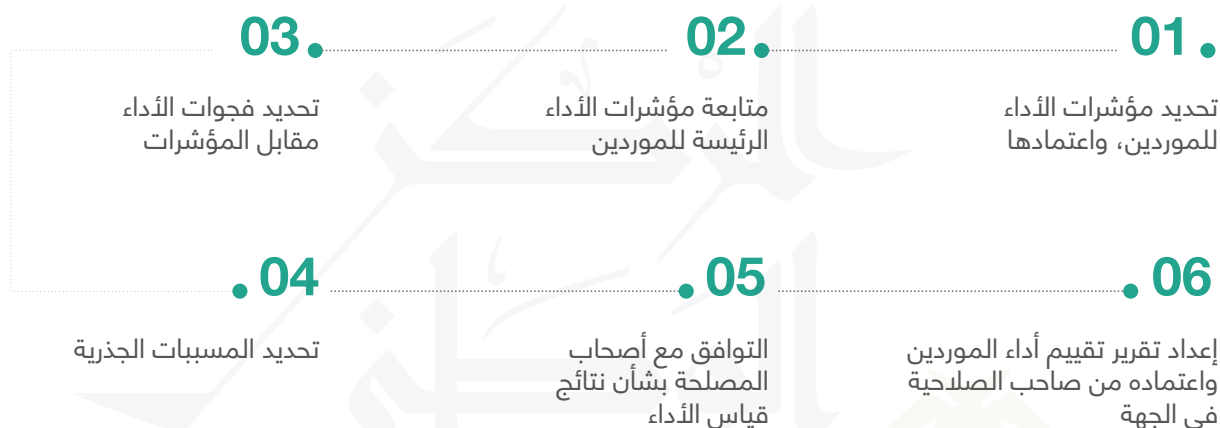 01
تحديد مؤشرات الأداء
للموردين، واعتمادها
02
متابعة مؤشرات الأداء
الرئيسة للموردين
03
تحديد فجوات الأداء
مقابل المؤشرات
04
تحديد المسببات الجذرية
05
التوافق مع أصحاب
المصلحة بشأن نتائج
قياس الأداء
06
إعداد تقرير تقييم أداء الموردين
واعتماده من صاحب الصلاحية
في الجهة